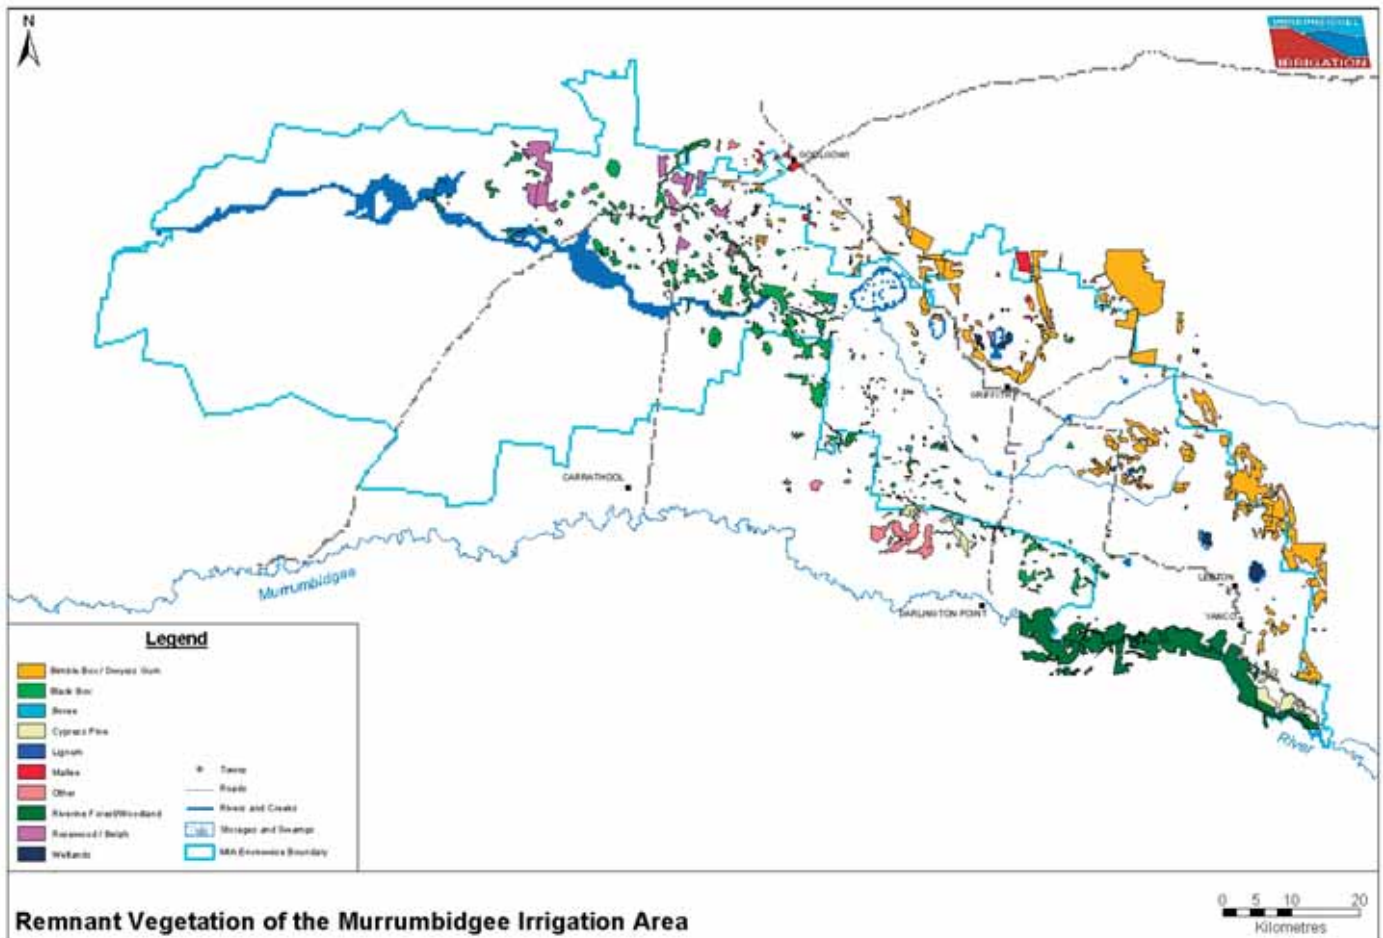 N
IRRIGATION
GOOLGOWI
GRIFFITH
CARRATHOOL
Murrumbidgee
DARLINGTON POINT
LEETON
YANCO
River
Legend
Bimble Box / Dwyers Gum
Black Box
Boree
Cypress Pine
Lignum
Mallee
Other
Riverine Forest/Woodland
Rosewood / Belah
Wetlands
Towns
Roads
Rivers and Creeks
Storages and Swamps
MIA Envirowise Boundary
Remnant Vegetation of the Murrumbidgee Irrigation Area
0 5 10 20
Kilometres